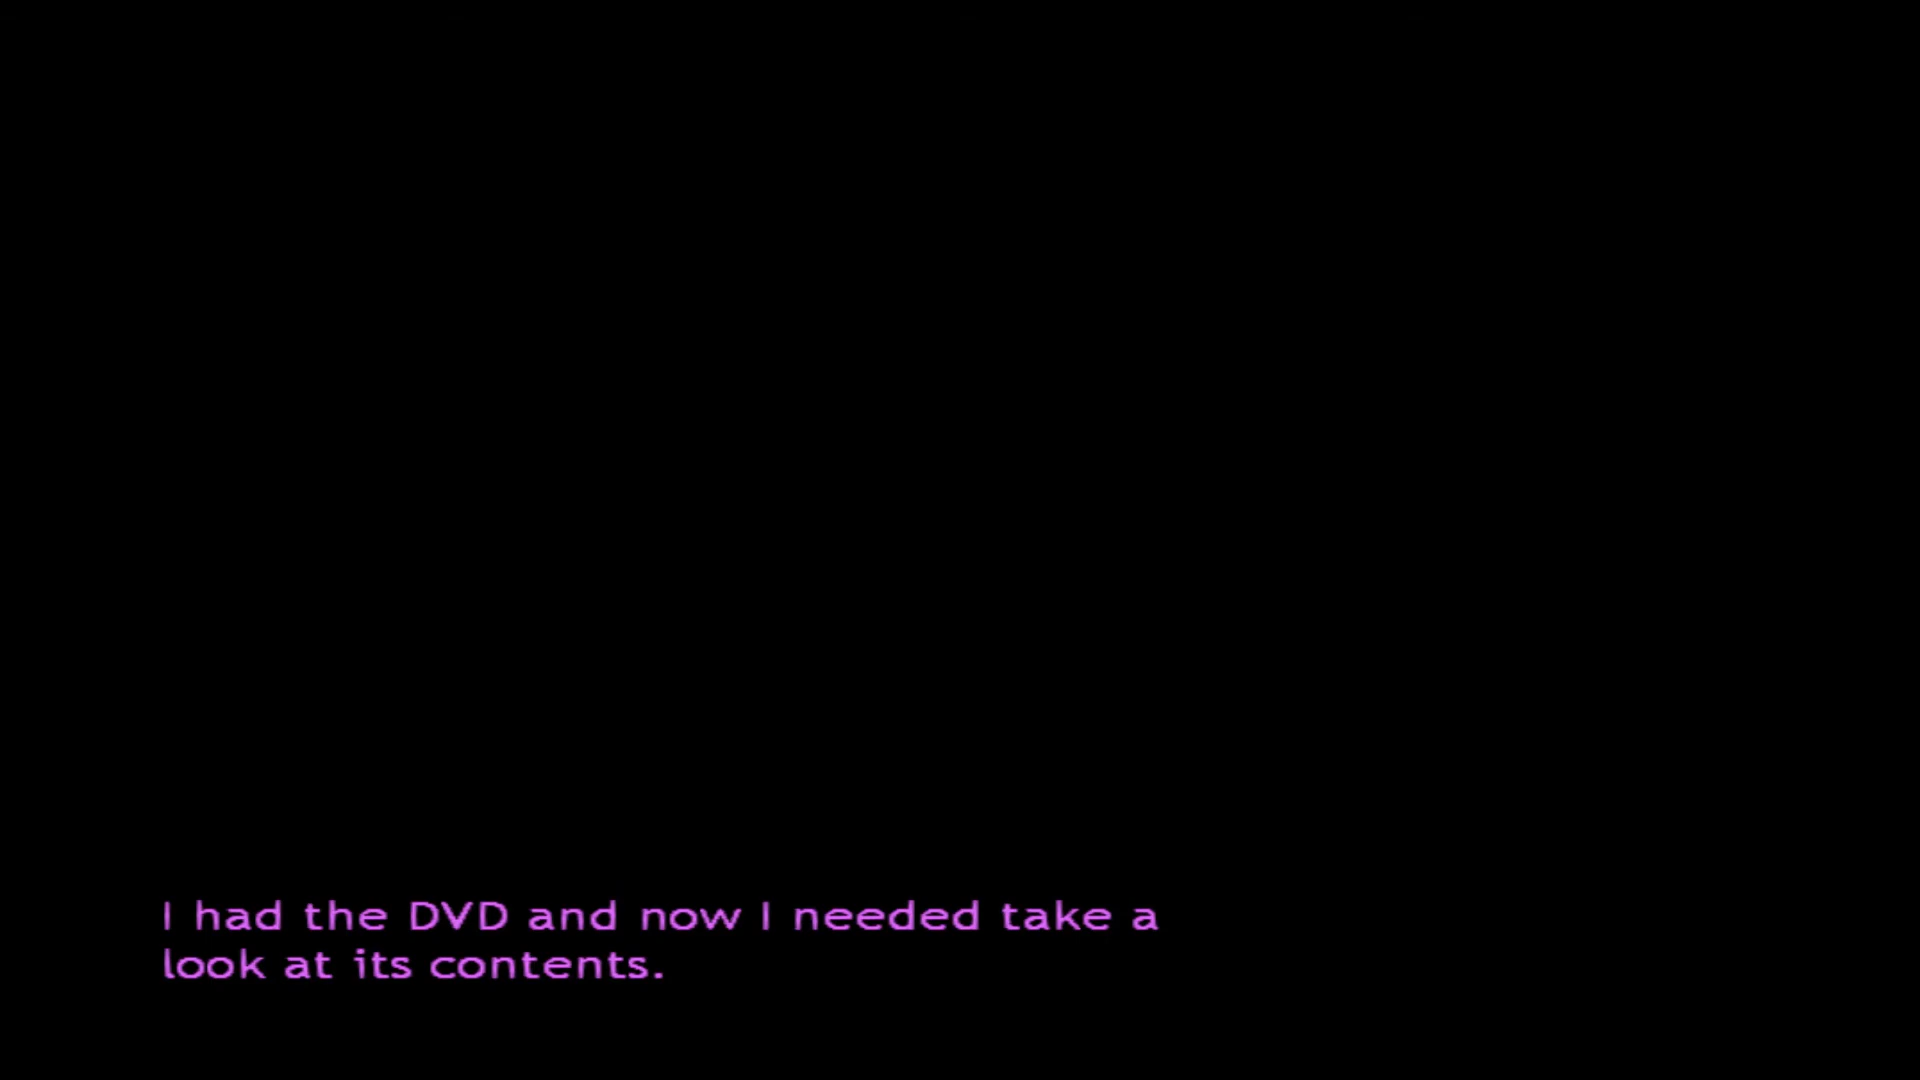 I had the DVD and now I needed take a
look at its contents.